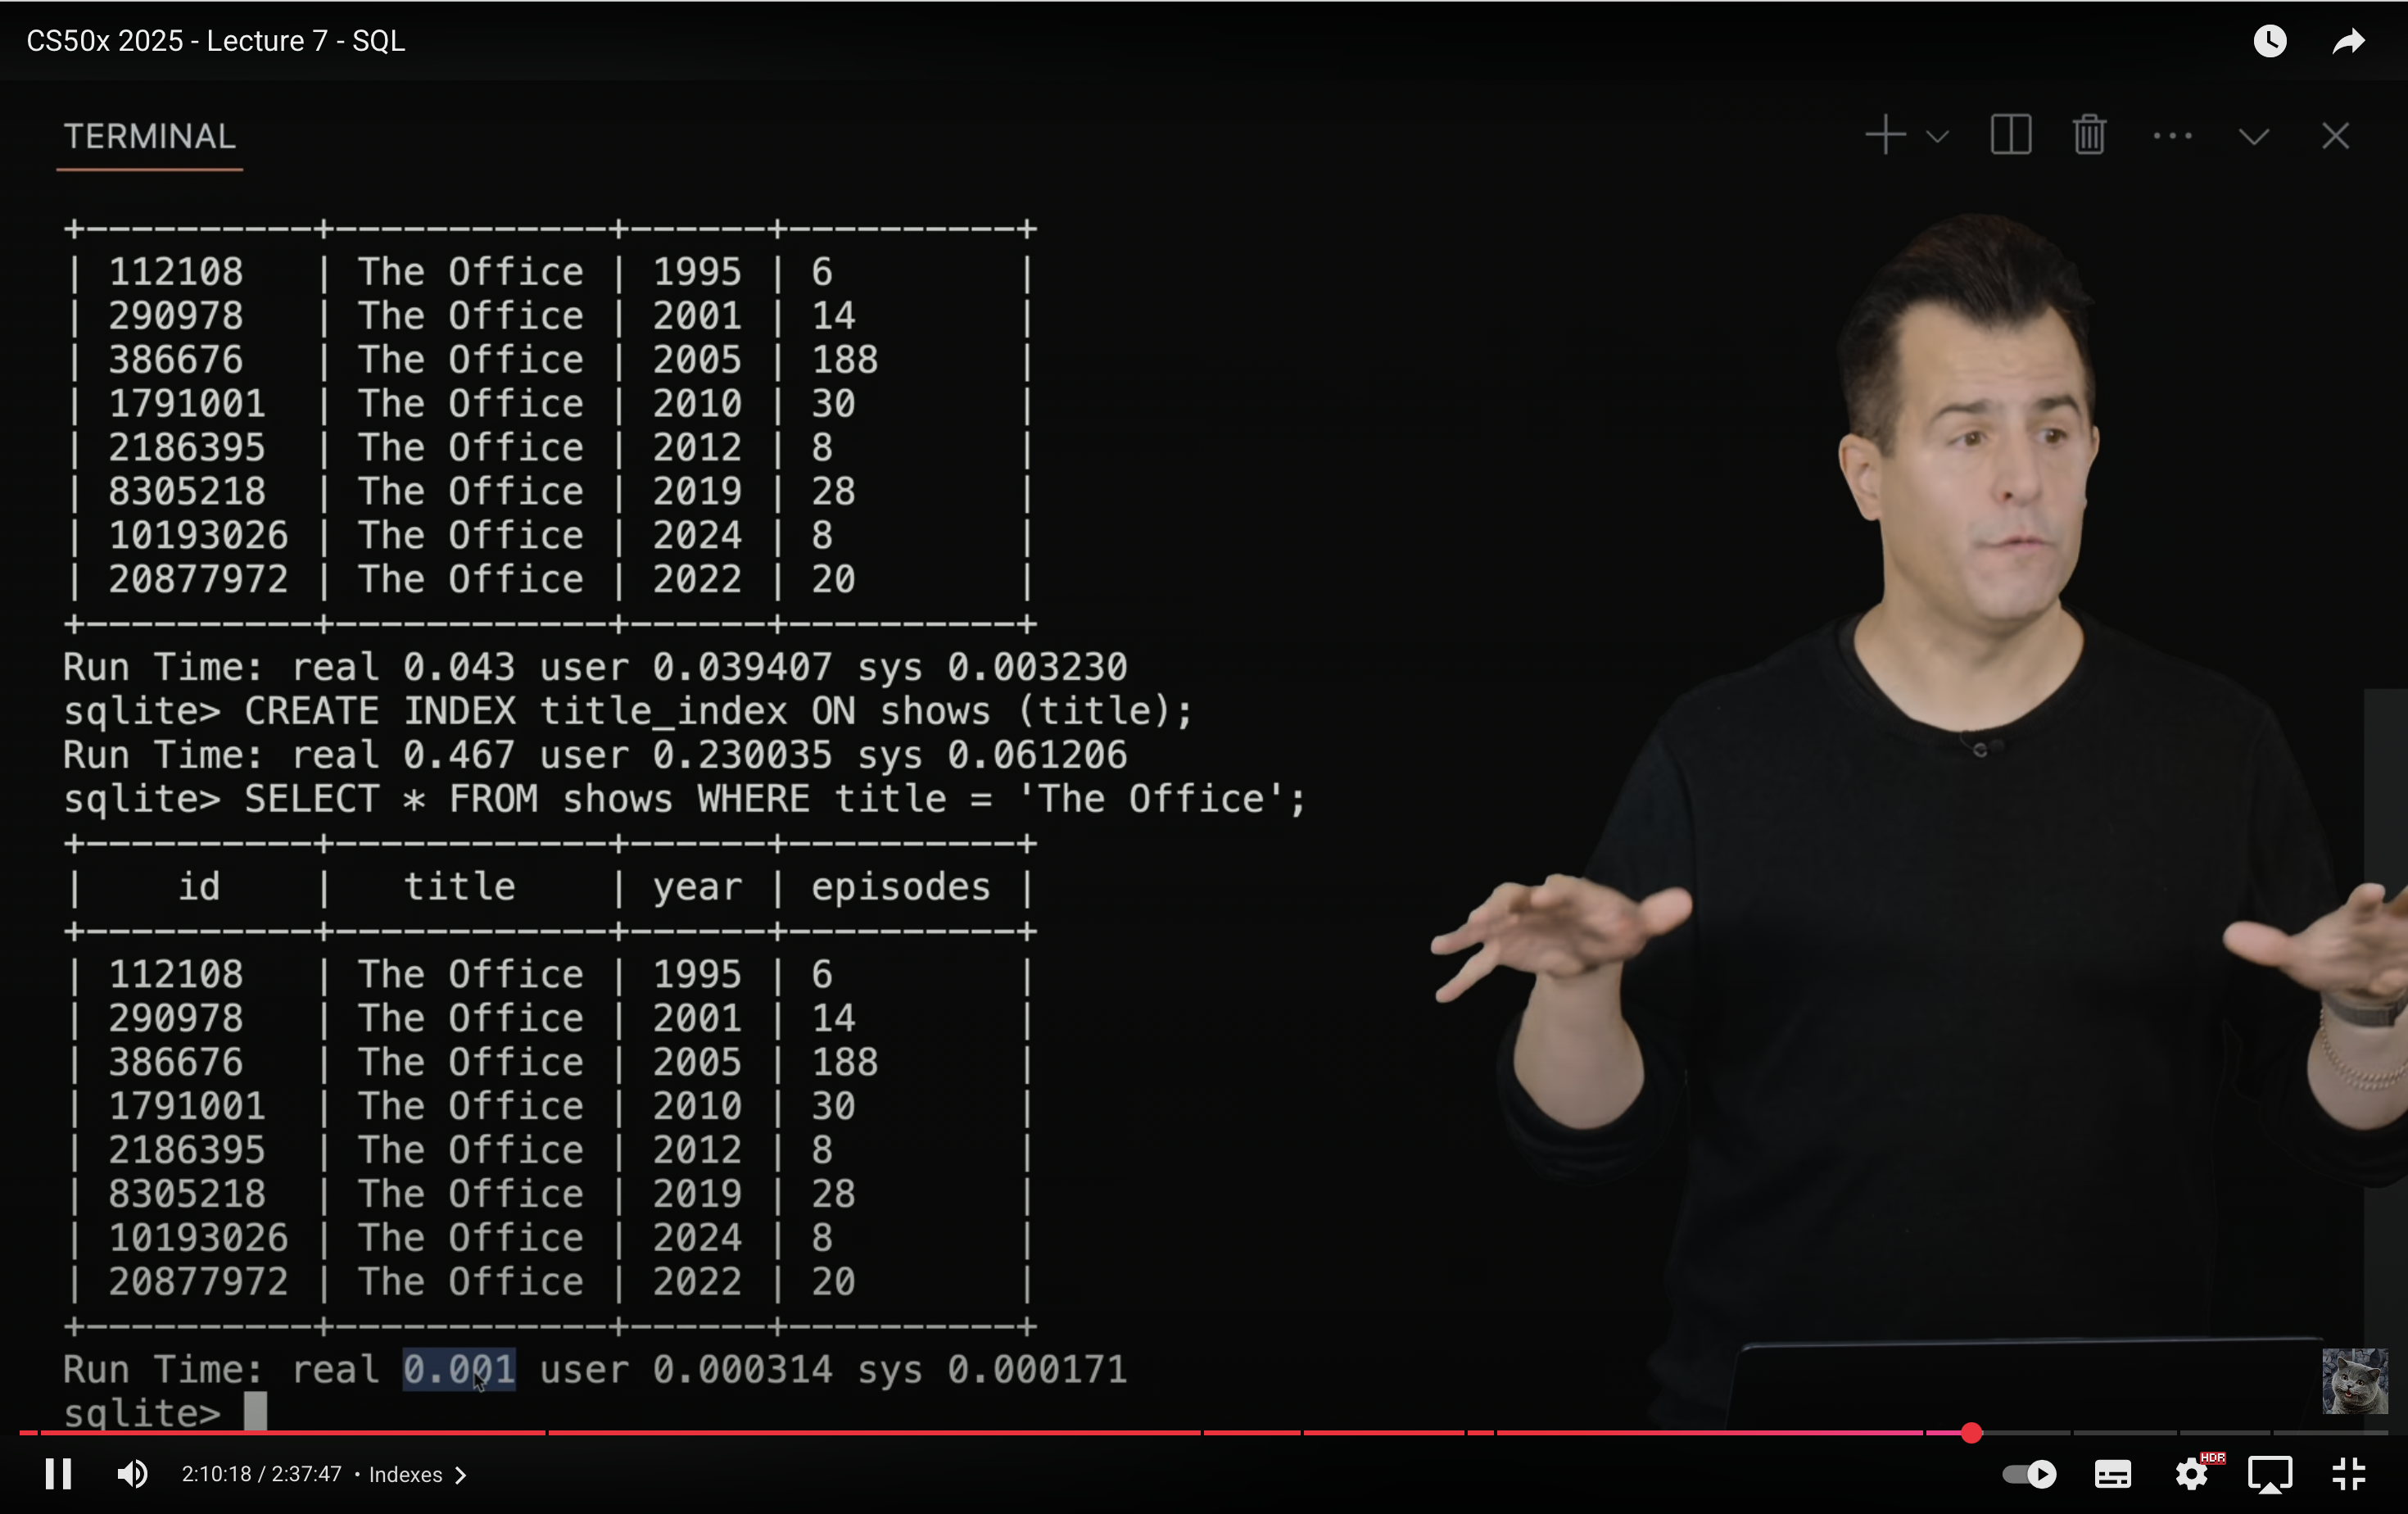 CS50x 2025 - Lecture 7 - SQL
TERMINAL
+----------+------------+------+----------+
| 112108   | The Office | 1995 | 6        |
| 290978   | The Office | 2001 | 14       |
| 386676   | The Office | 2005 | 188      |
| 1791001  | The Office | 2010 | 30       |
| 2186395  | The Office | 2012 | 8        |
| 8305218  | The Office | 2019 | 28       |
| 10193026 | The Office | 2024 | 8        |
| 20877972 | The Office | 2022 | 20       |
+----------+------------+------+----------+
Run Time: real 0.043 user 0.039407 sys 0.003230
sqlite> CREATE INDEX title_index ON shows (title);
Run Time: real 0.467 user 0.230035 sys 0.061206
sqlite> SELECT * FROM shows WHERE title = 'The Office';
+----------+------------+------+----------+
|    id    |   title    | year | episodes |
+----------+------------+------+----------+
| 112108   | The Office | 1995 | 6        |
| 290978   | The Office | 2001 | 14       |
| 386676   | The Office | 2005 | 188      |
| 1791001  | The Office | 2010 | 30       |
| 2186395  | The Office | 2012 | 8        |
| 8305218  | The Office | 2019 | 28       |
| 10193026 | The Office | 2024 | 8        |
| 20877972 | The Office | 2022 | 20       |
+----------+------------+------+----------+
Run Time: real 0.001 user 0.000314 sys 0.000171
sqlite>
2:10:18 / 2:37:47 • Indexes
HDR